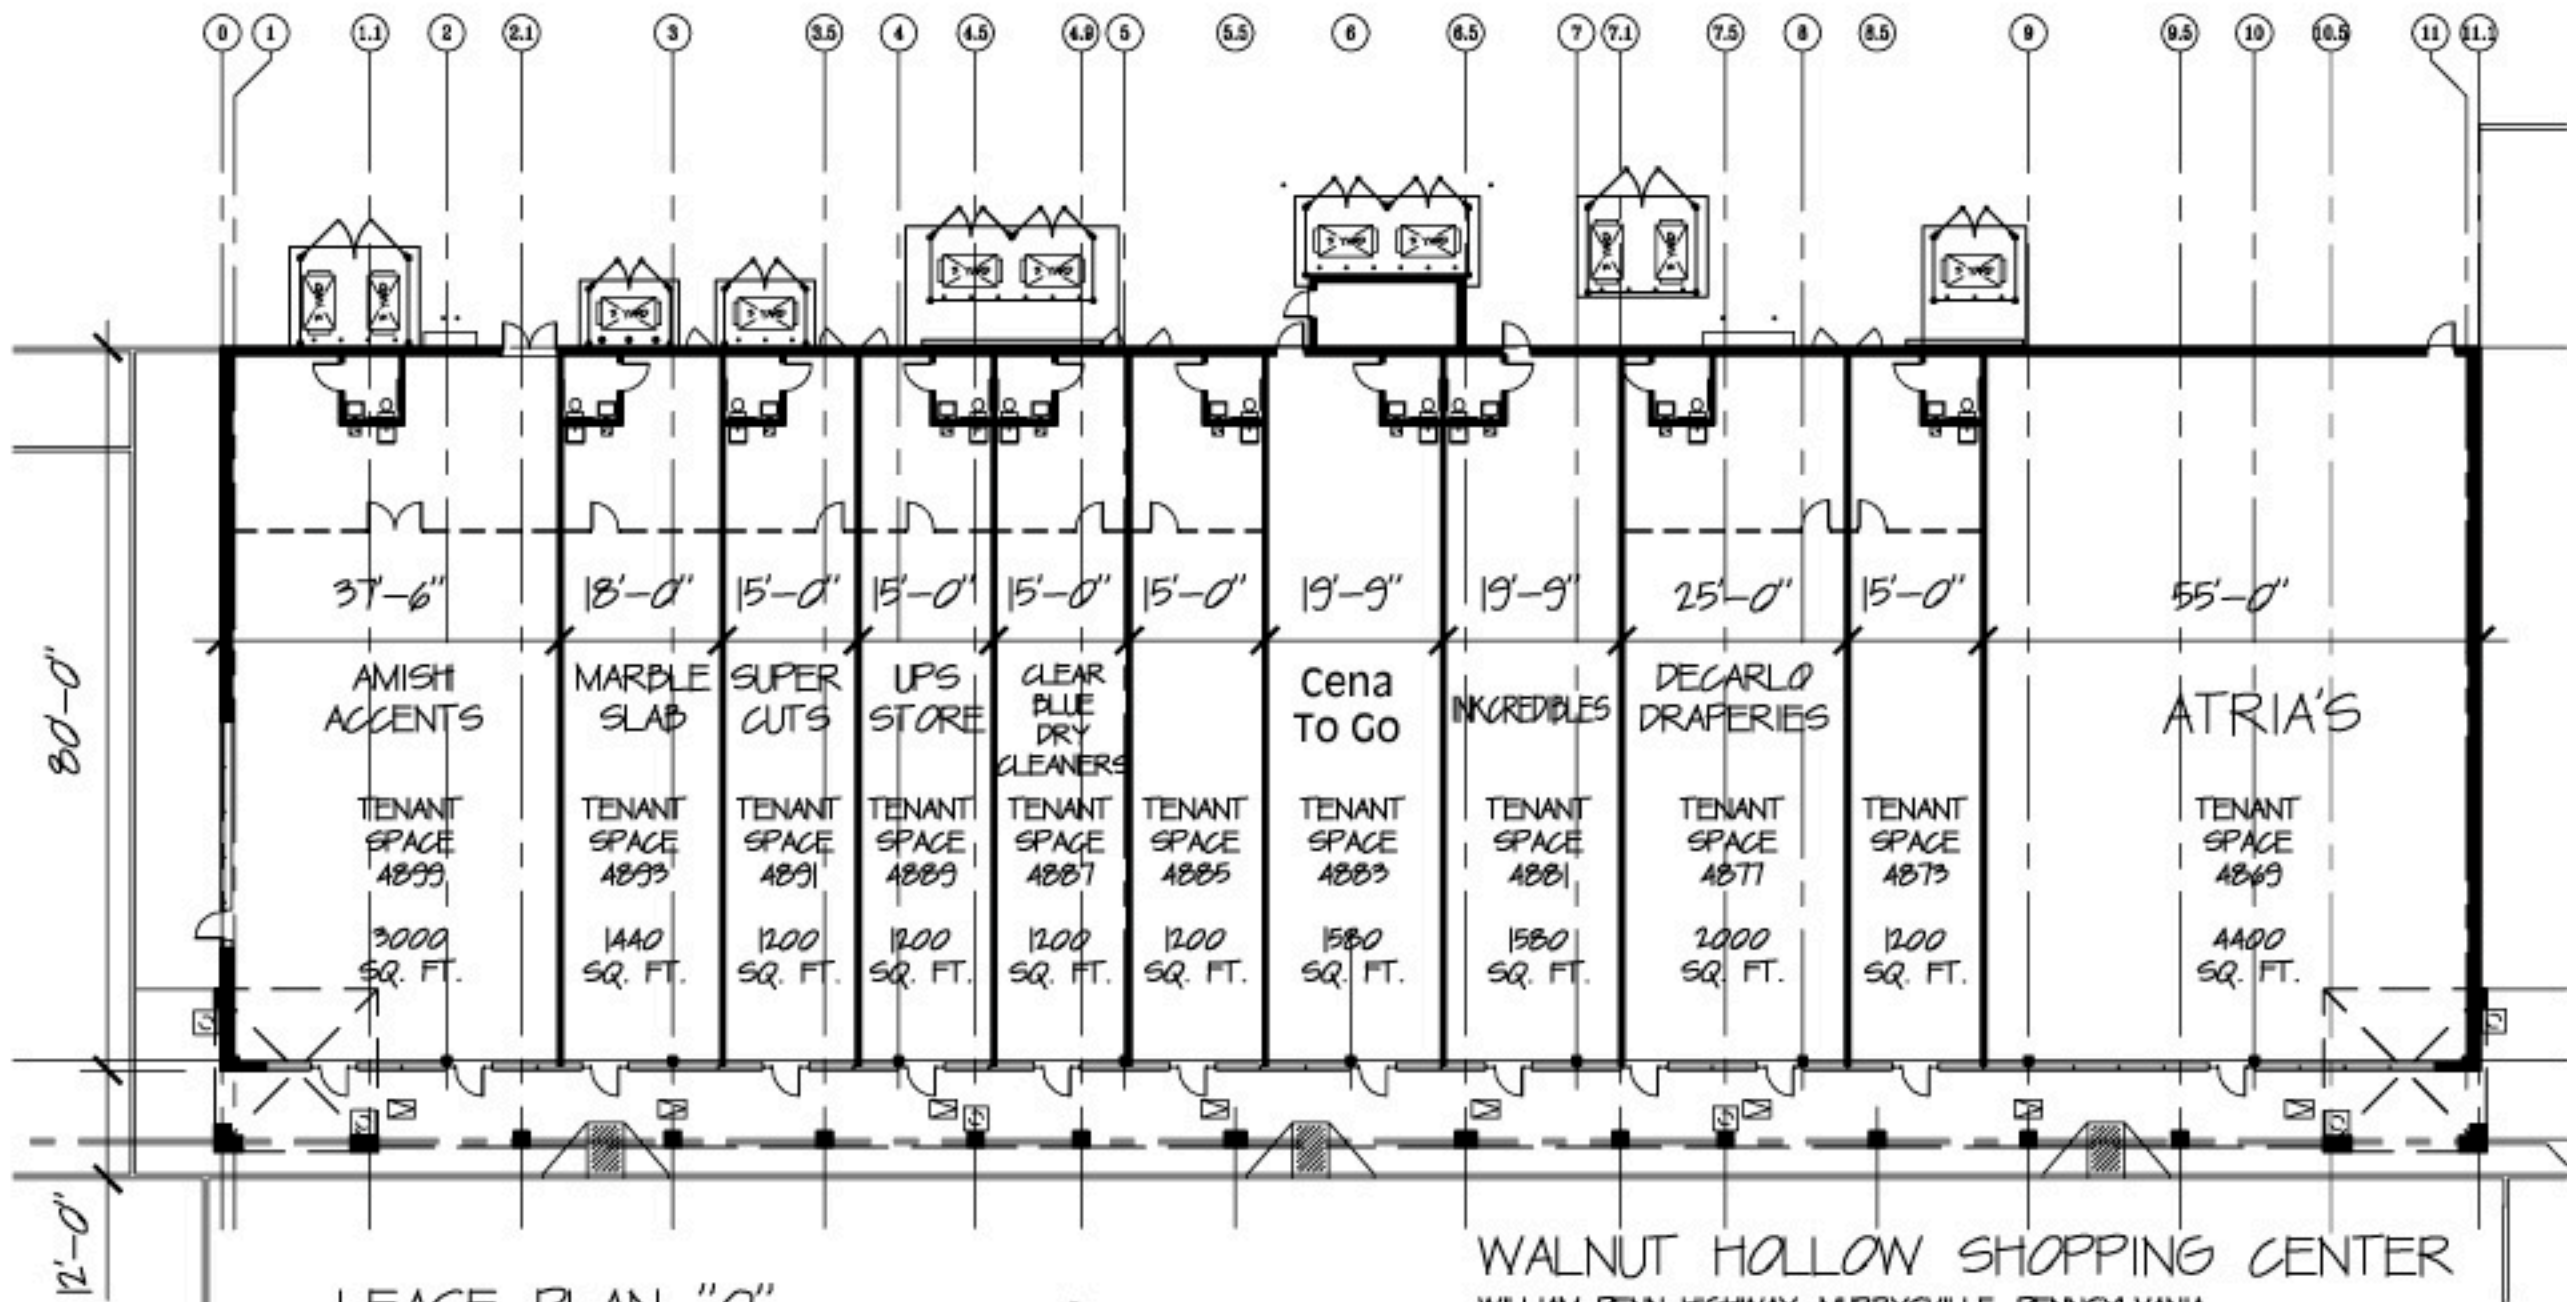 0 1 1.1 2 2.1 3 3.5 4 4.5 4.9 5 5.5 6 6.5 7 7.1 7.5 8 8.5 9 9.5 10 10.5 11 11.1
37'-6" 18'-0" 15'-0" 15'-0" 15'-0" 15'-0" 19'-9" 19'-9" 25'-0" 15'-0" 55'-0"
80'-0"
AMISH
ACCENTS
TENANT
SPACE
4899
3000
SQ. FT.
MARBLE
SLAB
TENANT
SPACE
4893
1440
SQ. FT.
SUPER
CUTS
TENANT
SPACE
4891
1200
SQ. FT.
UPS
STORE
TENANT
SPACE
4889
1200
SQ. FT.
CLEAR
BLUE
DRY
CLEANERS
TENANT
SPACE
4887
1200
SQ. FT.
TENANT
SPACE
4885
1200
SQ. FT.
Cena
To Go
TENANT
SPACE
4883
1580
SQ. FT.
INKCREDIBLES
TENANT
SPACE
4881
1580
SQ. FT.
DECARLO
DRAPERIES
TENANT
SPACE
4877
2000
SQ. FT.
TENANT
SPACE
4873
1200
SQ. FT.
ATRIA'S
TENANT
SPACE
4869
4400
SQ. FT.
12'-0"
WALNUT HOLLOW SHOPPING CENTER
WILLIAM PENN HIGHWAY, MURRYSVILLE, PENNSYLVANIA
LEASE PLAN